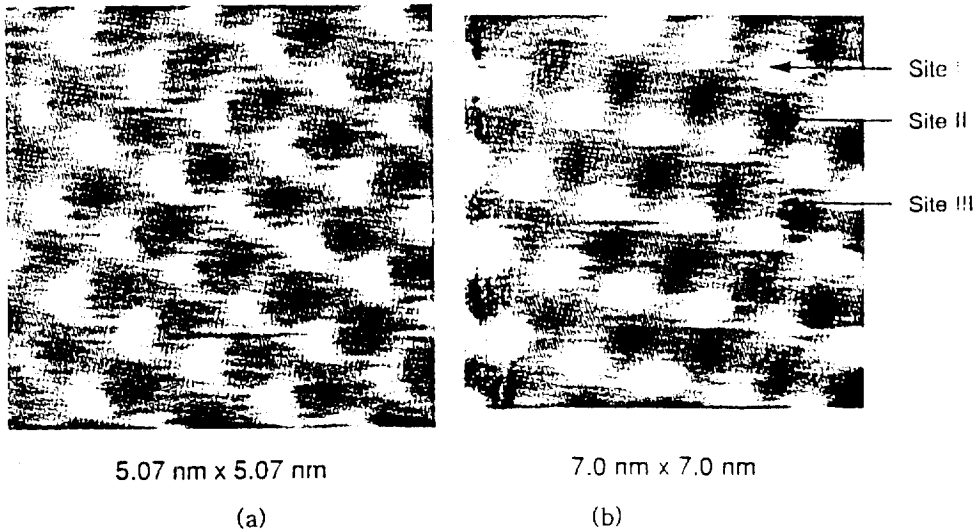 Site I
Site II
Site III
5.07 nm x 5.07 nm
7.0 nm x 7.0 nm
(a)
(b)